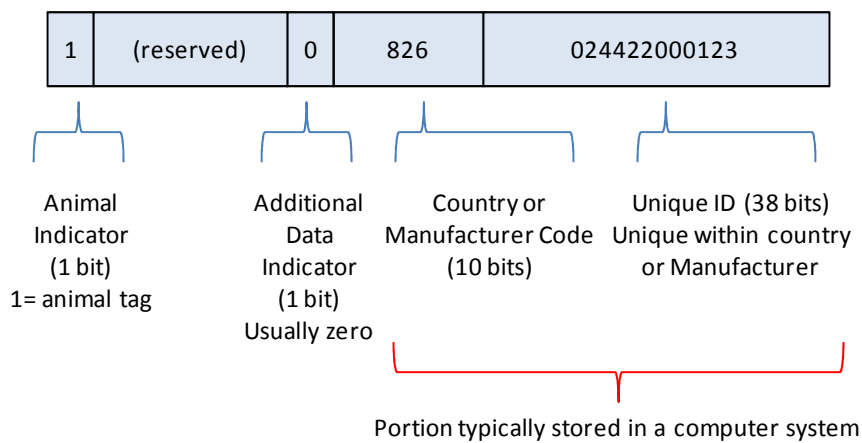 1 (reserved) 0 826 024422000123
Animal
Indicator
(1 bit)
1= animal tag
Additional
Data
Indicator
(1 bit)
Usually zero
Country or
Manufacturer Code
(10 bits)
Unique ID (38 bits)
Unique within country
or Manufacturer
Portion typically stored in a computer system